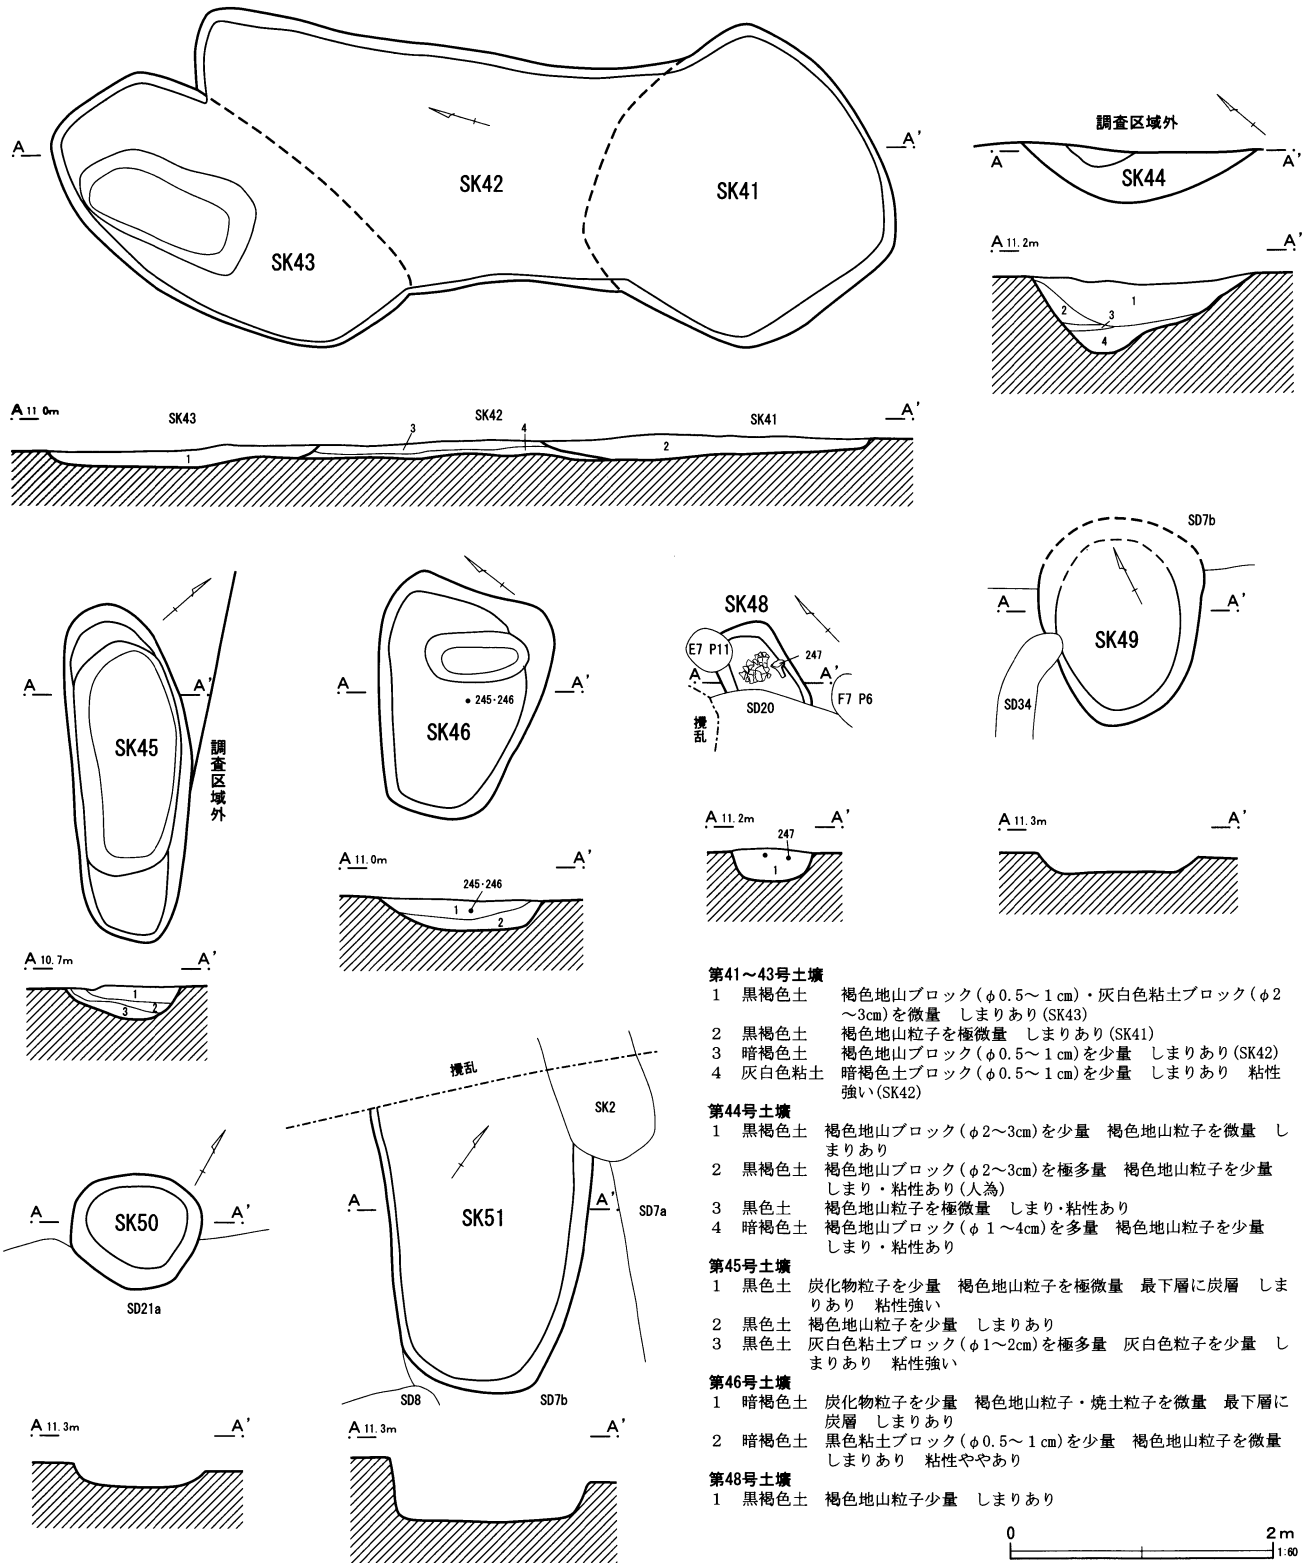 A
SK42
SK41
SK43
A'
調査区域外
A
SK44
A'
A 11.2m
A'
1
2
3
4
A 11 0m
SK43
SK42
SK41
A'
3
4
1
2
A
SK45
A'
調査区域外
A 10.7m
A'
1
2
3
A
A'
245・246
SK46
A 11.0m
A'
245・246
1
2
SK48
E7 P11
247
A
A'
SD20
F7 P6
攪乱
A 11.2m
A'
247
1
SD7b
A
A'
SK49
SD34
A 11.3m
A'
A
SK50
A'
SD21a
A 11.3m
A'
攪乱
SK2
A
SK51
A'
SD7a
SD8
SD7b
A 11.3m
A'
第41～43号土壙
1 黒褐色土 褐色地山ブロック(φ0.5～1cm)・灰白色粘土ブロック(φ2
～3cm)を微量 しまりあり(SK43)
2 黒褐色土 褐色地山粒子を極微量 しまりあり(SK41)
3 暗褐色土 褐色地山ブロック(φ0.5～1cm)を少量 しまりあり(SK42)
4 灰白色粘土 暗褐色土ブロック(φ0.5～1cm)を少量 しまりあり 粘性
強い(SK42)
第44号土壙
1 黒褐色土 褐色地山ブロック(φ2～3cm)を少量 褐色地山粒子を微量 し
まりあり
2 黒褐色土 褐色地山ブロック(φ2～3cm)を極多量 褐色地山粒子を少量
しまり・粘性あり(人為)
3 黒色土 褐色地山粒子を極微量 しまり・粘性あり
4 暗褐色土 褐色地山ブロック(φ1～4cm)を多量 褐色地山粒子を少量
しまり・粘性あり
第45号土壙
1 黒色土 炭化物粒子を少量 褐色地山粒子を極微量 最下層に炭層 しま
りあり 粘性強い
2 黒色土 褐色地山粒子を少量 しまりあり
3 黒色土 灰白色粘土ブロック(φ1～2cm)を極多量 灰白色粒子を少量 し
まりあり 粘性強い
第46号土壙
1 暗褐色土 炭化物粒子を少量 褐色地山粒子・焼土粒子を微量 最下層に
炭層 しまりあり
2 暗褐色土 黒色粘土ブロック(φ0.5～1cm)を少量 褐色地山粒子を微量
しまりあり 粘性ややあり
第48号土壙
1 黒褐色土 褐色地山粒子少量 しまりあり
0 2m
1:60